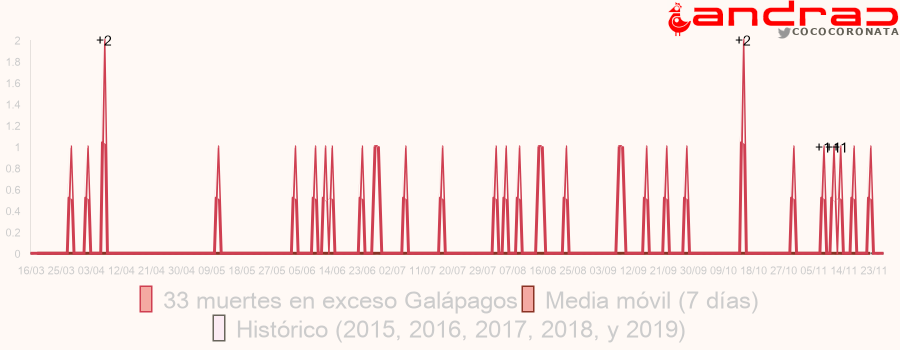 andrac
COCOCORONATA
+2 +2
2
1.8
1.6
1.4
1.2
1
0.8
0.6
0.4
0.2
0
16/03 25/03 03/04 12/04 21/04 30/04 09/05 18/05 27/05 05/06 14/06 23/06 02/07 11/07 20/07 29/07 07/08 16/08 25/08 03/09 12/09 21/09 30/09 09/10 18/10 27/10 05/11 14/11 23/11
33 muertes en exceso Galápagos Media móvil (7 días)
Histórico (2015, 2016, 2017, 2018, y 2019)